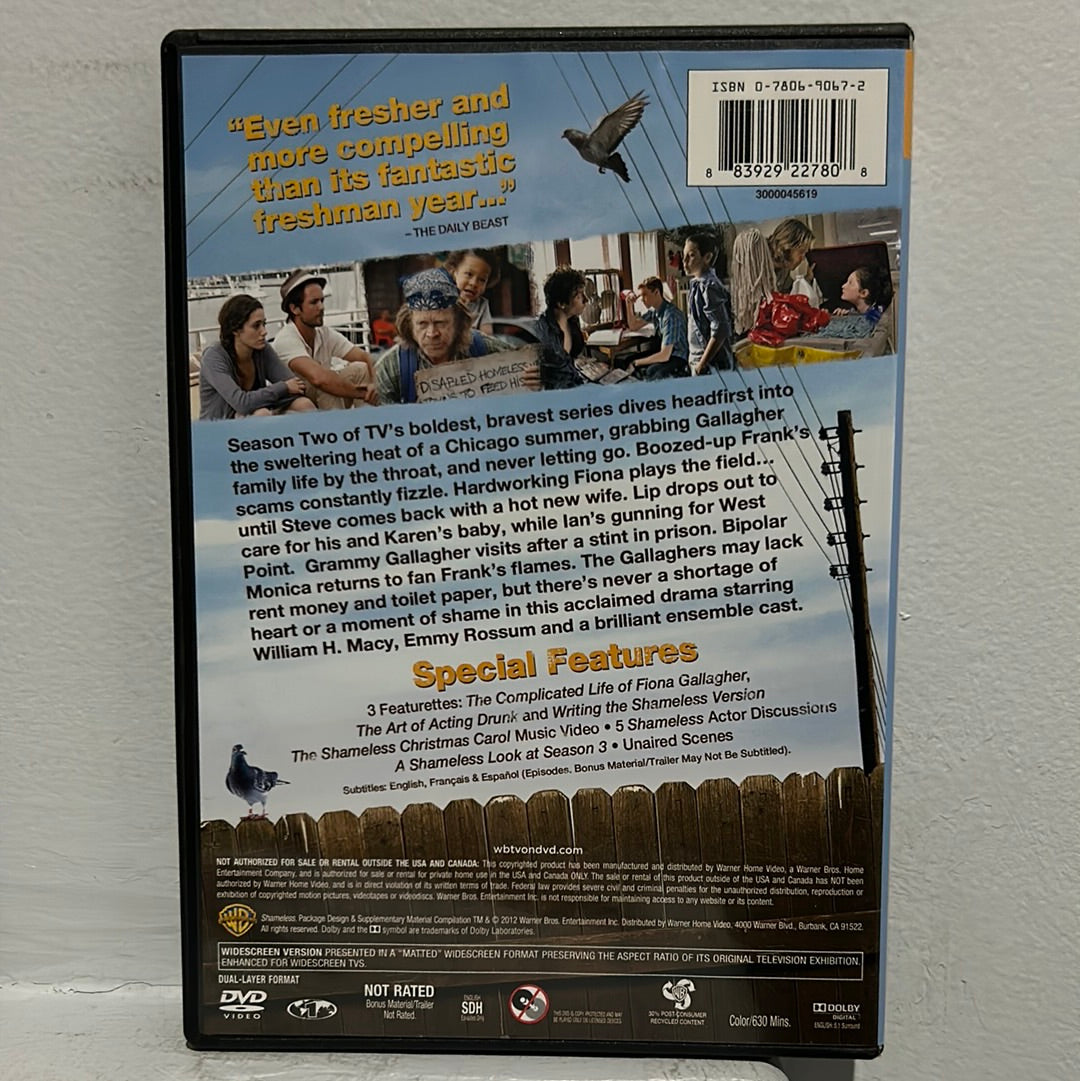 "Even fresher and
more compelling
than its fantastic
freshman year..."
– THE DAILY BEAST
ISBN 0-7806-9067-2
8 83929 22780 8
3000045619
DISABLED HOMELESS
TO FEED HIS
Season Two of TV's boldest, bravest series dives headfirst into
the sweltering heat of a Chicago summer, grabbing Gallagher
family life by the throat, and never letting go. Boozed-up Frank's
scams constantly fizzle. Hardworking Fiona plays the field...
until Steve comes back with a hot new wife. Lip drops out to
care for his and Karen's baby, while Ian's gunning for West
Point. Grammy Gallagher visits after a stint in prison. Bipolar
Monica returns to fan Frank's flames. The Gallaghers may lack
rent money and toilet paper, but there's never a shortage of
heart or a moment of shame in this acclaimed drama starring
William H. Macy, Emmy Rossum and a brilliant ensemble cast.
Special Features
3 Featurettes: The Complicated Life of Fiona Gallagher,
The Art of Acting Drunk and Writing the Shameless Version
The Shameless Christmas Carol Music Video • 5 Shameless Actor Discussions
A Shameless Look at Season 3 • Unaired Scenes
Subtitles: English, Français & Español (Episodes. Bonus Material/Trailer May Not Be Subtitled).
wbtvondvd.com
NOT AUTHORIZED FOR SALE OR RENTAL OUTSIDE THE USA AND CANADA: This copyrighted product has been manufactured and distributed by Warner Home Video, a Warner Bros. Home
Entertainment Company, and is authorized for sale or rental for private home use in the USA and Canada ONLY. The sale or rental of this product outside of the USA and Canada has NOT been
authorized by Warner Home Video, and is in direct violation of its written terms of trade. Federal law provides severe civil and criminal penalties for the unauthorized distribution, reproduction or
exhibition of copyrighted motion pictures, videotapes or videodiscs. Warner Bros. Entertainment Inc. is not responsible for maintaining access to any website or its content.
Shameless. Package Design & Supplementary Material Compilation TM & © 2012 Warner Bros. Entertainment Inc. Distributed by Warner Home Video, 4000 Warner Blvd., Burbank, CA 91522.
All rights reserved. Dolby and the symbol are trademarks of Dolby Laboratories.
WIDESCREEN VERSION PRESENTED IN A "MATTED" WIDESCREEN FORMAT PRESERVING THE ASPECT RATIO OF ITS ORIGINAL TELEVISION EXHIBITION.
ENHANCED FOR WIDESCREEN TVS.
DUAL-LAYER FORMAT
DVD
VIDEO
1
NOT RATED
Bonus Material/Trailer
Not Rated.
ENGLISH
SDH
THIS DVD IS COPY PROTECTED AND MAY
BE PLAYED ONLY ON LICENSED DEVICES.
30% POST-CONSUMER
RECYCLED CONTENT
Color/630 Mins.
DOLBY
DIGITAL
ENGLISH: 5.1 Surround